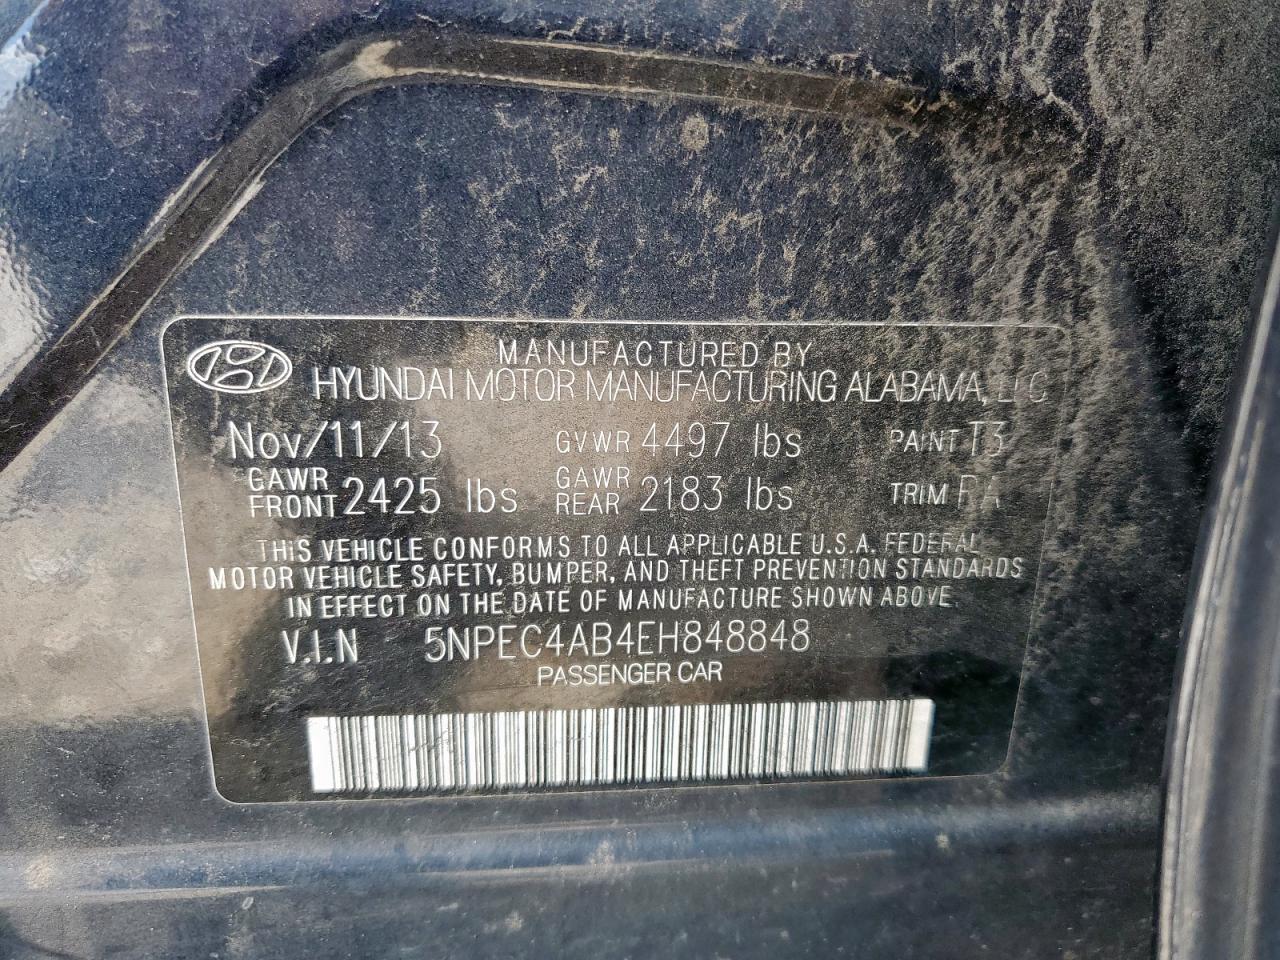 MANUFACTURED BY
HYUNDAI MOTOR MANUFACTURING ALABAMA, LLC
Nov/11/13 GVWR 4497 lbs PAINT T3
GAWR FRONT 2425 lbs GAWR REAR 2183 lbs TRIM RA
THIS VEHICLE CONFORMS TO ALL APPLICABLE U.S.A. FEDERAL
MOTOR VEHICLE SAFETY, BUMPER, AND THEFT PREVENTION STANDARDS
IN EFFECT ON THE DATE OF MANUFACTURE SHOWN ABOVE.
V.I.N 5NPEC4AB4EH848848
PASSENGER CAR